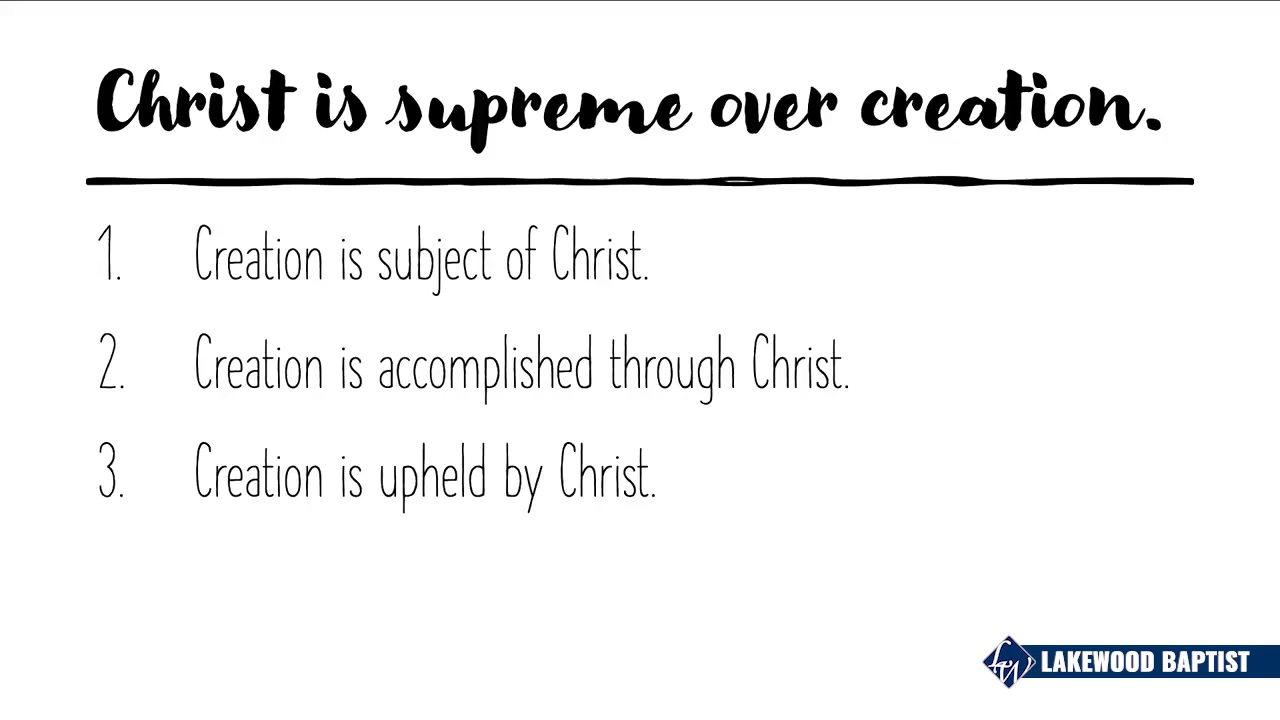 Christ is supreme over creation.
1. Creation is subject of Christ.
2. Creation is accomplished through Christ.
3. Creation is upheld by Christ.
LAKEWOOD BAPTIST